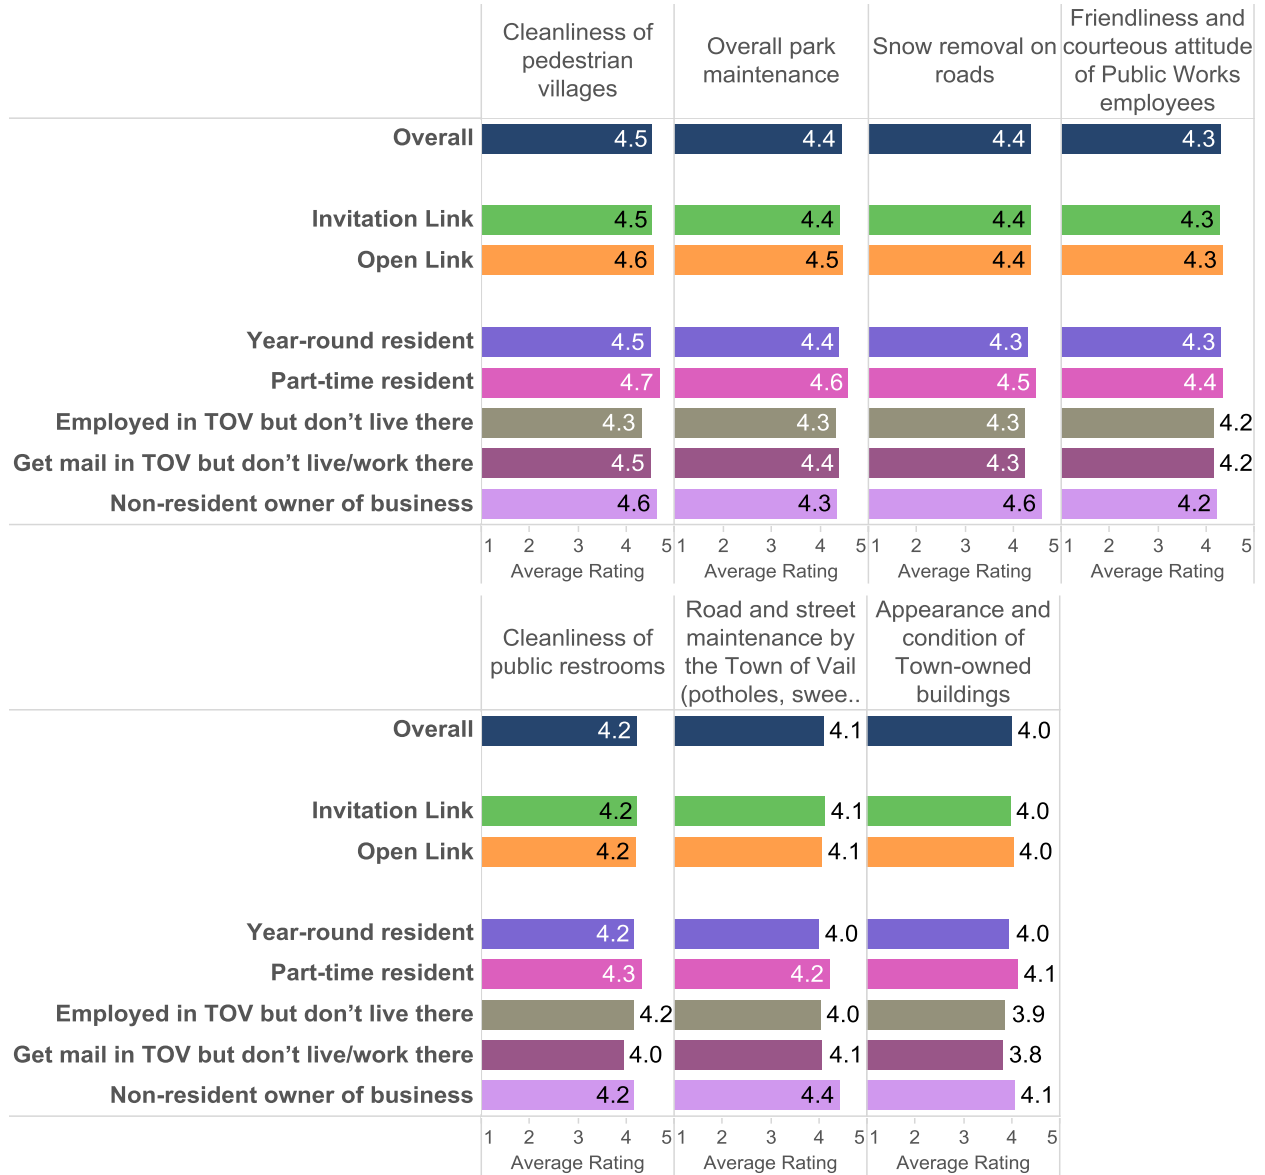 Cleanliness of
pedestrian
villages
Overall park
maintenance
Snow removal on
roads
Friendliness and
courteous attitude
of Public Works
employees
Overall 4.5 4.4 4.4 4.3
Invitation Link 4.5 4.4 4.4 4.3
Open Link 4.6 4.5 4.4 4.3
Year-round resident 4.5 4.4 4.3 4.3
Part-time resident 4.7 4.6 4.5 4.4
Employed in TOV but don’t live there 4.3 4.3 4.3 4.2
Get mail in TOV but don’t live/work there 4.5 4.4 4.3 4.2
Non-resident owner of business 4.6 4.3 4.6 4.2
1 2 3 4 5 1 2 3 4 5 1 2 3 4 5 1 2 3 4 5
Average Rating Average Rating Average Rating Average Rating
Cleanliness of
public restrooms
Road and street
maintenance by
the Town of Vail
(potholes, swee..
Appearance and
condition of
Town-owned
buildings
Overall 4.2 4.1 4.0
Invitation Link 4.2 4.1 4.0
Open Link 4.2 4.1 4.0
Year-round resident 4.2 4.0 4.0
Part-time resident 4.3 4.2 4.1
Employed in TOV but don’t live there 4.2 4.0 3.9
Get mail in TOV but don’t live/work there 4.0 4.1 3.8
Non-resident owner of business 4.2 4.4 4.1
1 2 3 4 5 1 2 3 4 5 1 2 3 4 5
Average Rating Average Rating Average Rating